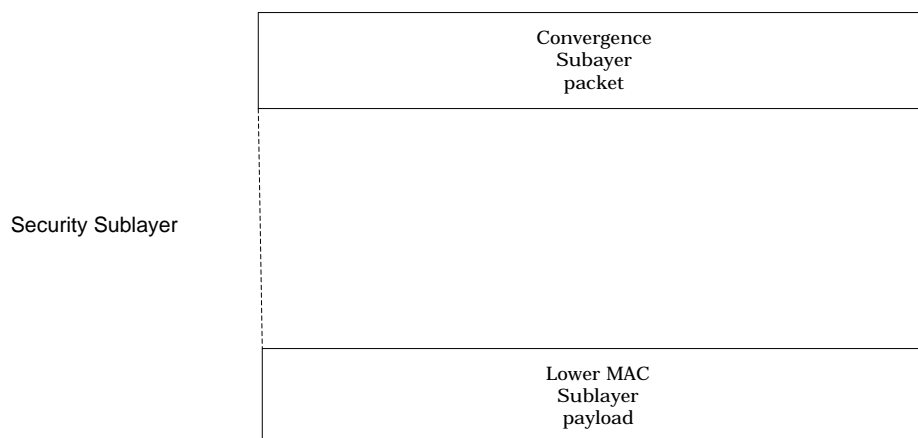 Convergence
Subayer
packet
Security Sublayer
Lower MAC
Sublayer
payload